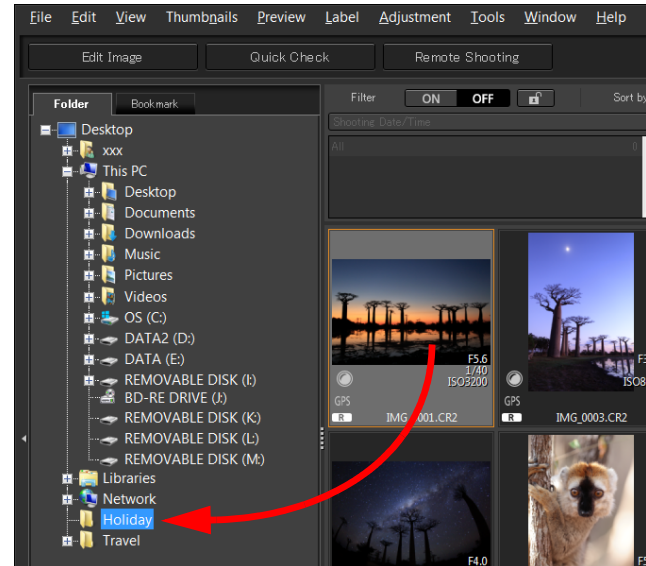 File Edit View Thumbnails Preview Label Adjustment Tools Window Help
Edit Image Quick Check Remote Shooting
Folder Bookmark
Filter ON OFF Sort by
Shooting Date/Time
All 0
Desktop
xxx
This PC
Desktop
Documents
Downloads
Music
Pictures
Videos
OS (C:)
DATA2 (D:)
DATA (E:)
REMOVABLE DISK (I:)
BD-RE DRIVE (J:)
REMOVABLE DISK (K:)
REMOVABLE DISK (L:)
REMOVABLE DISK (M:)
Libraries
Network
Holiday
Travel
F5.6
1/40
ISO3200
GPS
R IMG_0001.CR2
GPS
R IMG_0003.CR2
F4.0